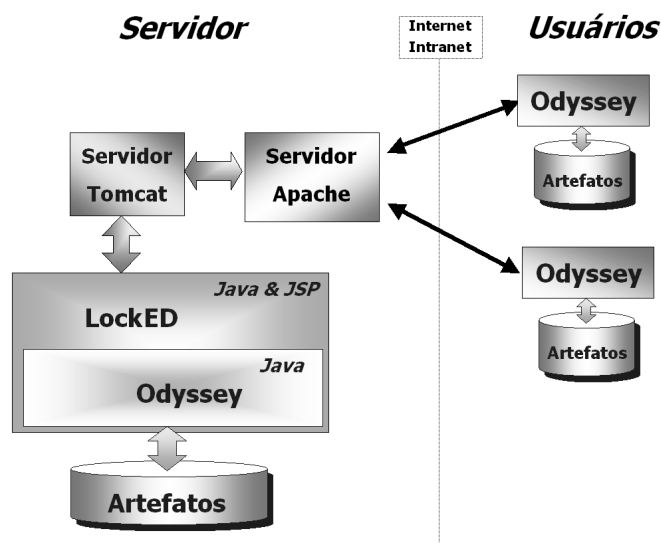 Servidor
Internet
Intranet
Usuários
Odyssey
Artefatos
Servidor
Tomcat
Servidor
Apache
Odyssey
Artefatos
Java & JSP
LockED
Java
Odyssey
Artefatos